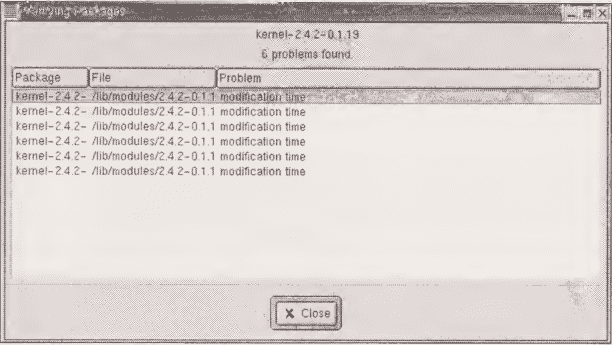 Verifying Packages
kernel-2.4.2-0.1.19
6 problems found.
Package File Problem
kernel-2.4.2- /lib/modules/2.4.2-0.1.1 modification time
kernel-2.4.2- /lib/modules/2.4.2-0.1.1 modification time
kernel-2.4.2- /lib/modules/2.4.2-0.1.1 modification time
kernel-2.4.2- /lib/modules/2.4.2-0.1.1 modification time
kernel-2.4.2- /lib/modules/2.4.2-0.1.1 modification time
kernel-2.4.2- /lib/modules/2.4.2-0.1.1 modification time
Close